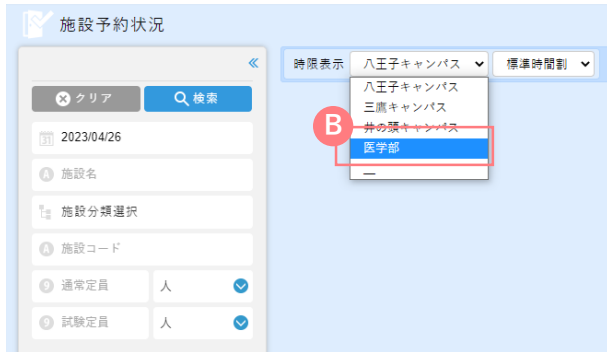 施設予約状況
«
クリア
検索
31 2023/04/26
A 施設名
施設分類選択
A 施設コード
9 通常定員 人
9 試験定員 人
時限表示 八王子キャンパス 標準時間割
八王子キャンパス
三鷹キャンパス
井の頭キャンパス
医学部
—
B